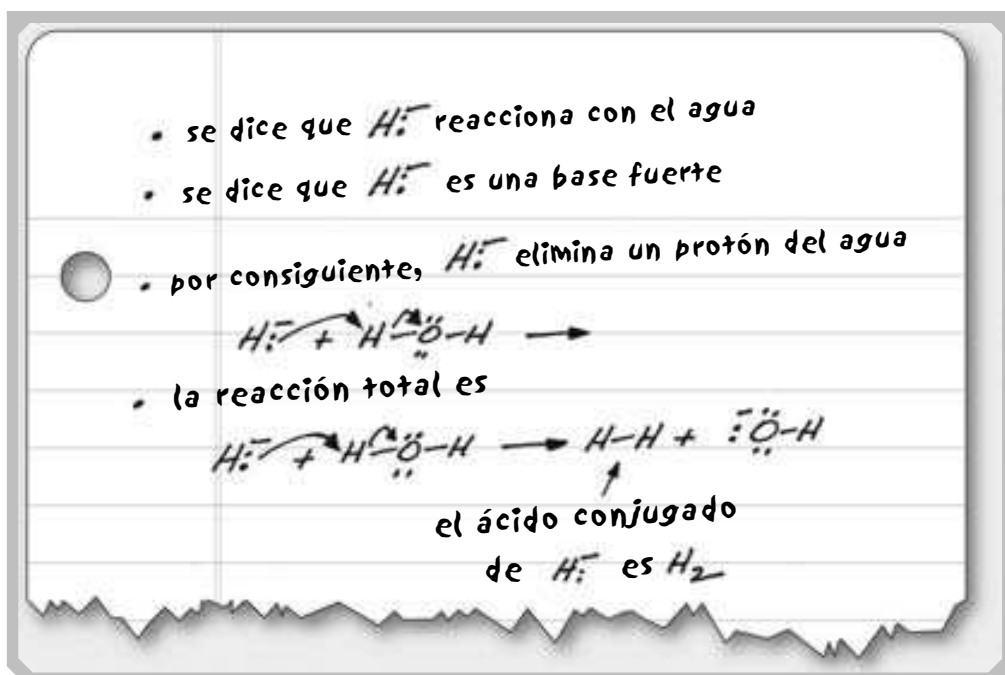 • se dice que H:⁻ reacciona con el agua
• se dice que H:⁻ es una base fuerte
• por consiguiente, H:⁻ elimina un protón del agua
H:⁻ + H–Ö–H →
• la reacción total es
H:⁻ + H–Ö–H → H–H + ⁻:Ö–H
el ácido conjugado
de H:⁻ es H₂